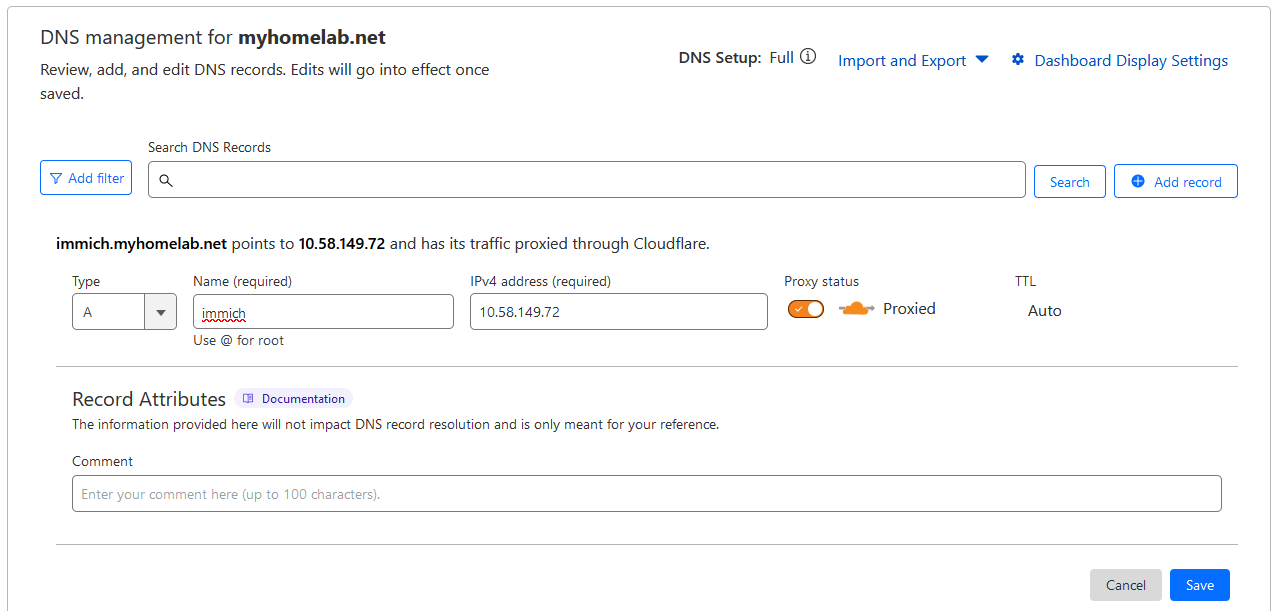 DNS management for myhomelab.net
Review, add, and edit DNS records. Edits will go into effect once
saved.
DNS Setup: Full
Import and Export
Dashboard Display Settings
Search DNS Records
Add filter
Search
Add record
immich.myhomelab.net points to 10.58.149.72 and has its traffic proxied through Cloudflare.
Type
Name (required)
IPv4 address (required)
Proxy status
TTL
A
immich
10.58.149.72
Proxied
Auto
Use @ for root
Record Attributes
Documentation
The information provided here will not impact DNS record resolution and is only meant for your reference.
Comment
Enter your comment here (up to 100 characters).
Cancel
Save